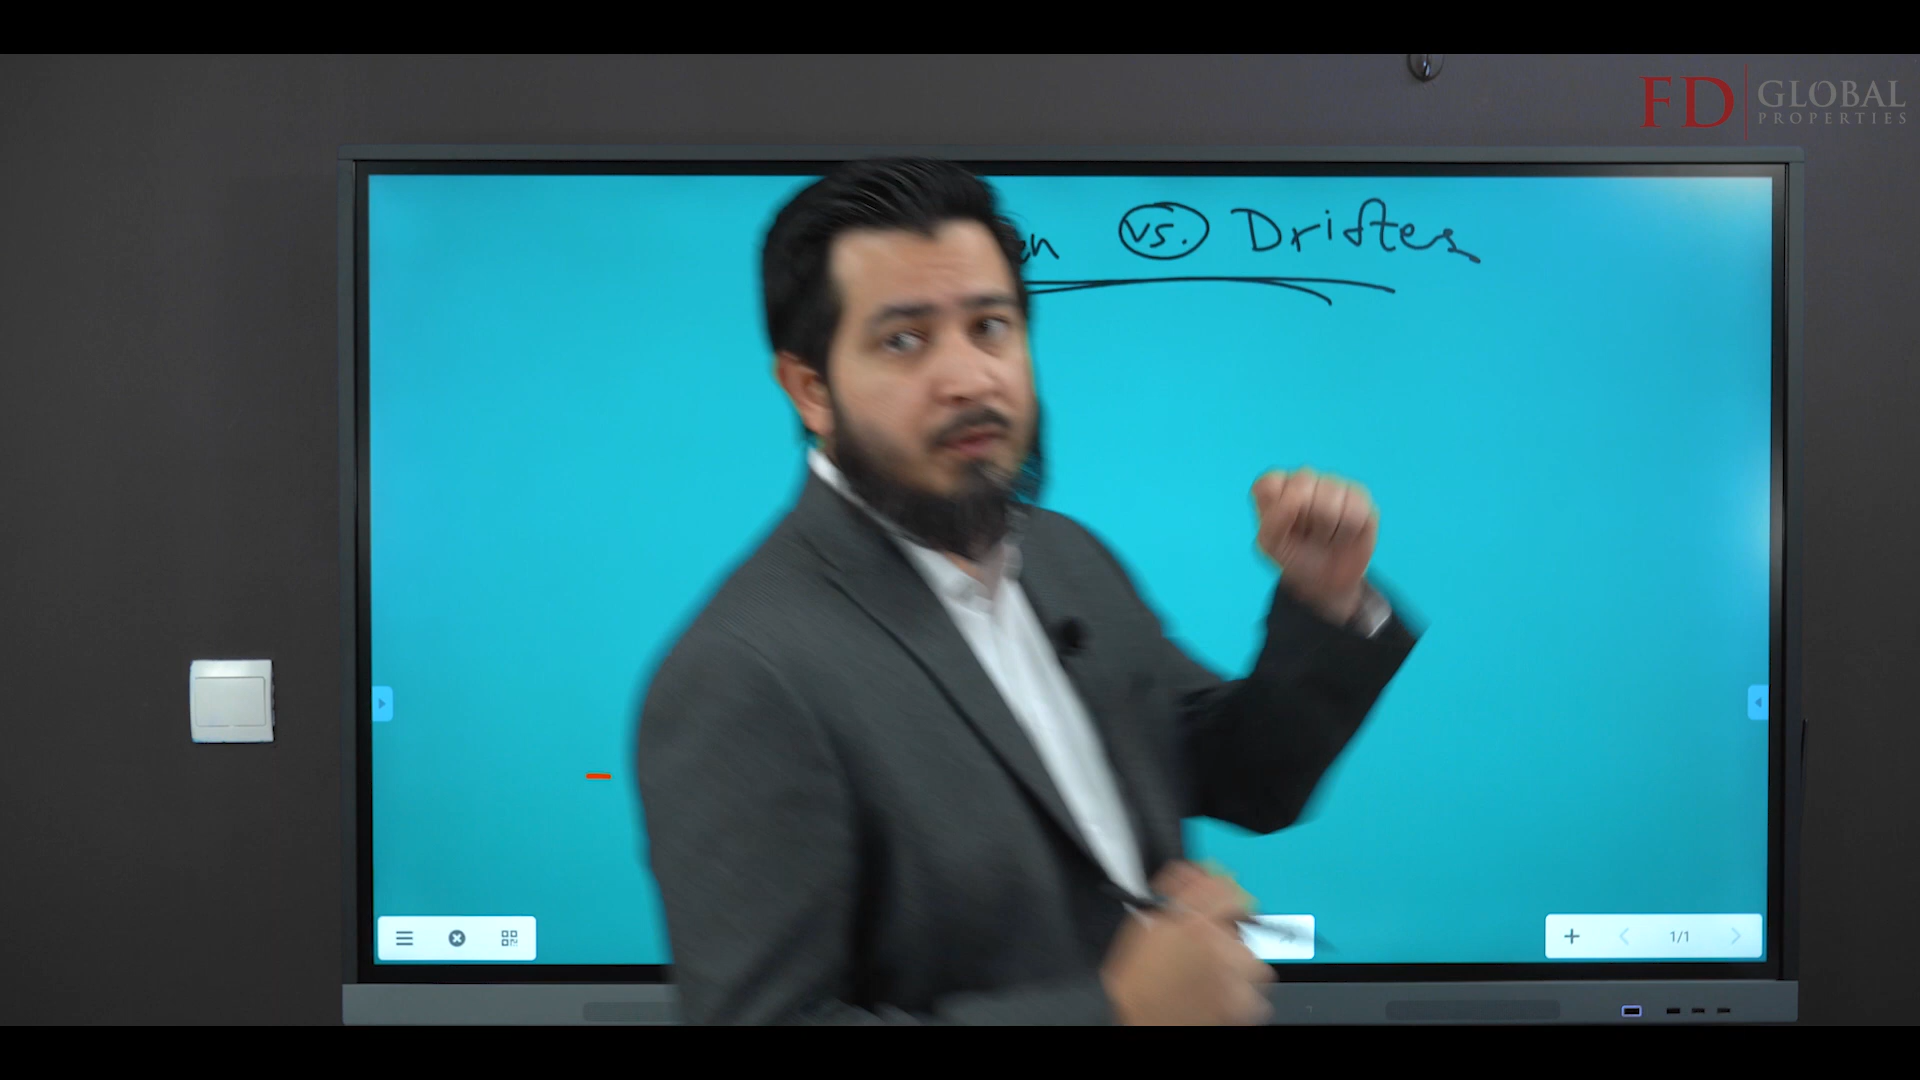 FD GLOBAL
PROPERTIES
vs. Drifter
1/1